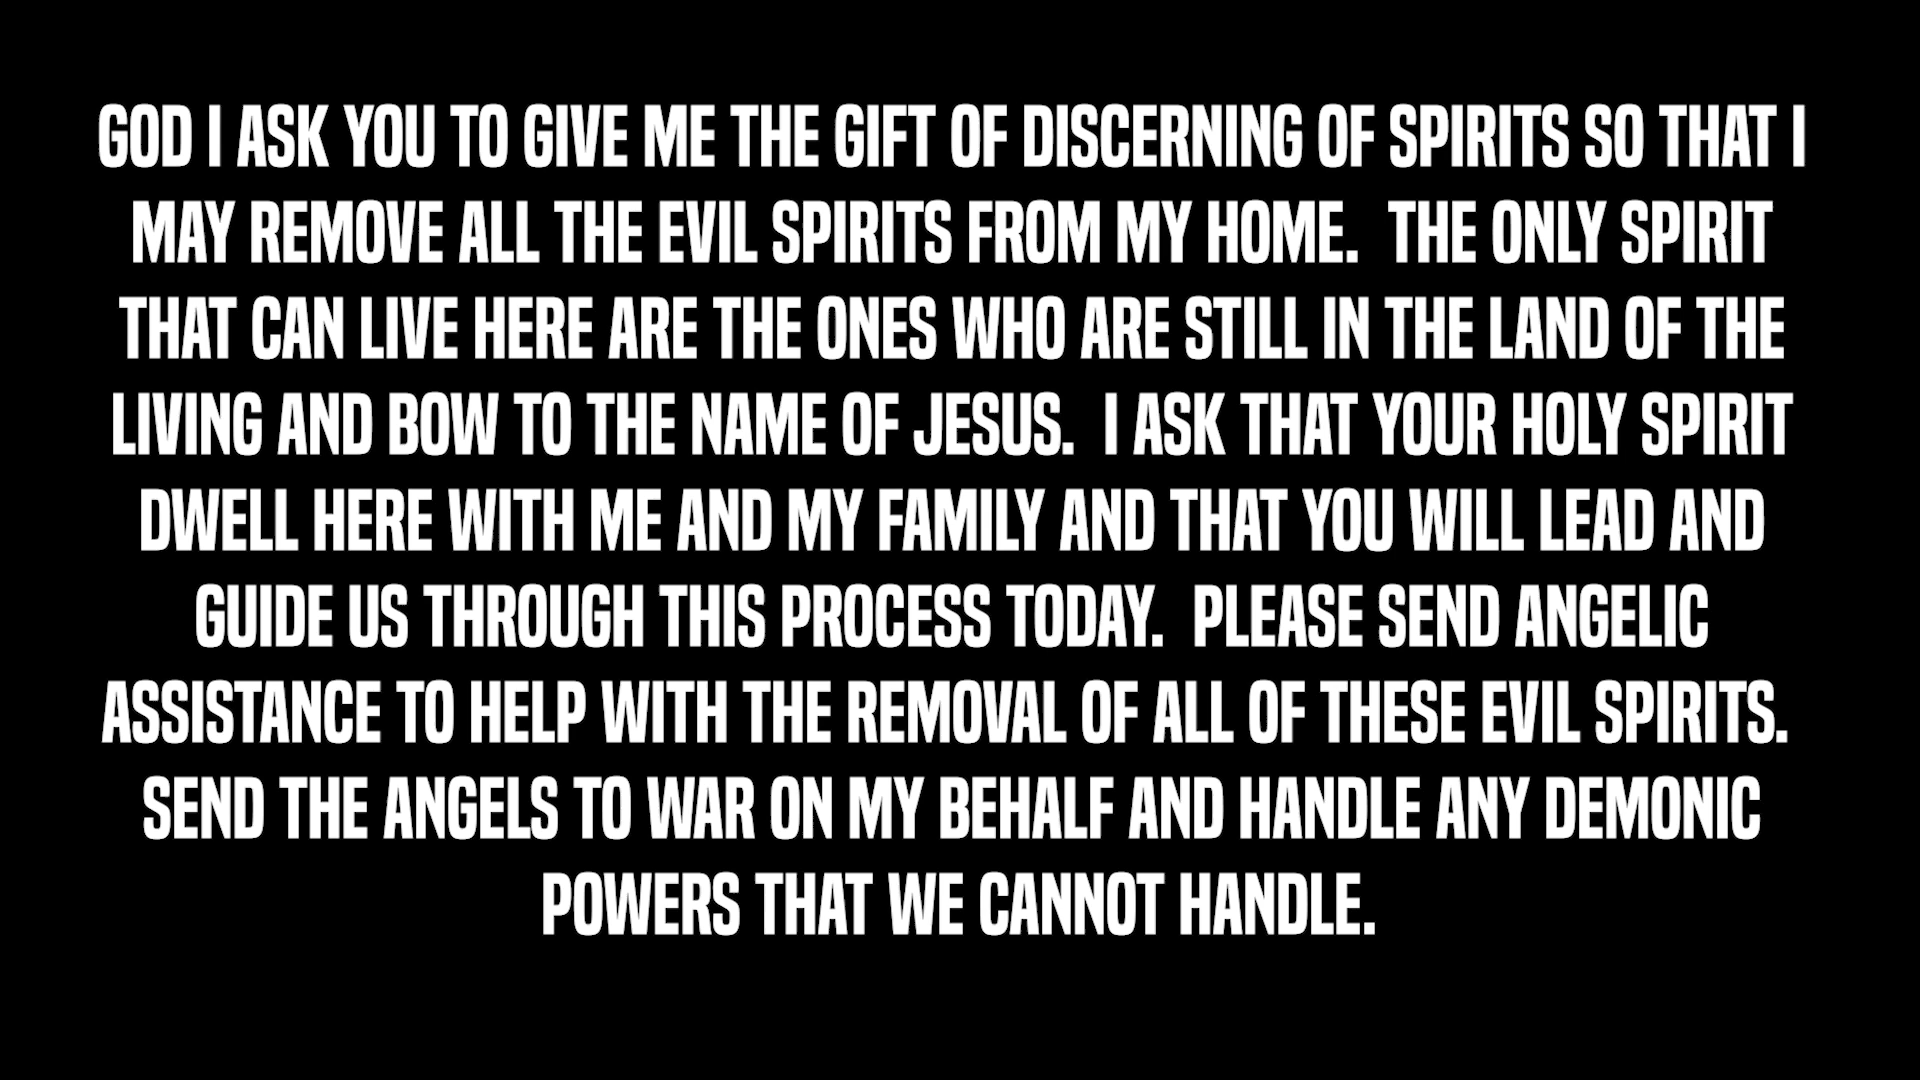 GOD I ASK YOU TO GIVE ME THE GIFT OF DISCERNING OF SPIRITS SO THAT I
MAY REMOVE ALL THE EVIL SPIRITS FROM MY HOME.  THE ONLY SPIRIT
THAT CAN LIVE HERE ARE THE ONES WHO ARE STILL IN THE LAND OF THE
LIVING AND BOW TO THE NAME OF JESUS.  I ASK THAT YOUR HOLY SPIRIT
DWELL HERE WITH ME AND MY FAMILY AND THAT YOU WILL LEAD AND
GUIDE US THROUGH THIS PROCESS TODAY.  PLEASE SEND ANGELIC
ASSISTANCE TO HELP WITH THE REMOVAL OF ALL OF THESE EVIL SPIRITS.
SEND THE ANGELS TO WAR ON MY BEHALF AND HANDLE ANY DEMONIC
POWERS THAT WE CANNOT HANDLE.